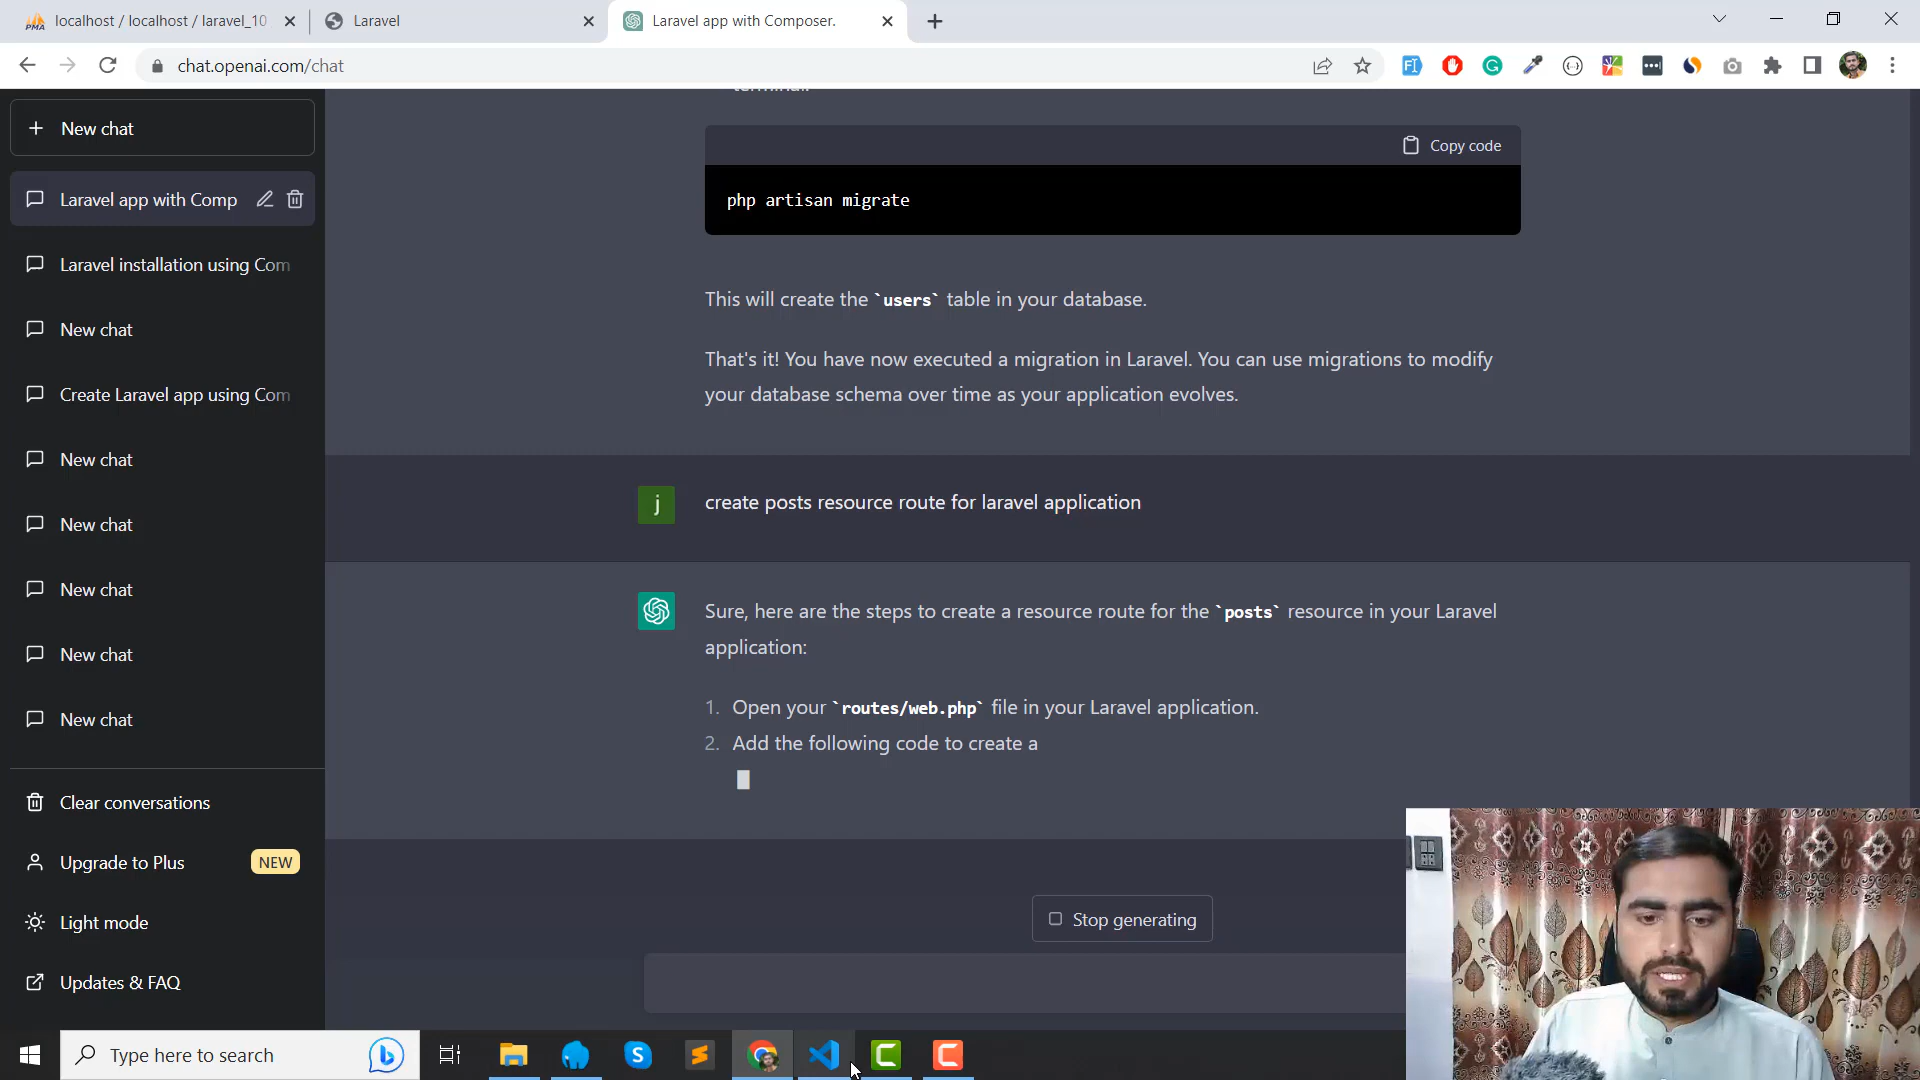 localhost / localhost / laravel_10
Laravel
Laravel app with Composer.
chat.openai.com/chat
New chat
Laravel app with Comp
Laravel installation using Com
New chat
Create Laravel app using Com
New chat
New chat
New chat
New chat
New chat
Clear conversations
Upgrade to Plus NEW
Light mode
Updates & FAQ
Copy code
php artisan migrate
This will create the `users` table in your database.
That's it! You have now executed a migration in Laravel. You can use migrations to modify
your database schema over time as your application evolves.
j
create posts resource route for laravel application
Sure, here are the steps to create a resource route for the `posts` resource in your Laravel
application:
1. Open your `routes/web.php` file in your Laravel application.
2. Add the following code to create a
Stop generating
Type here to search